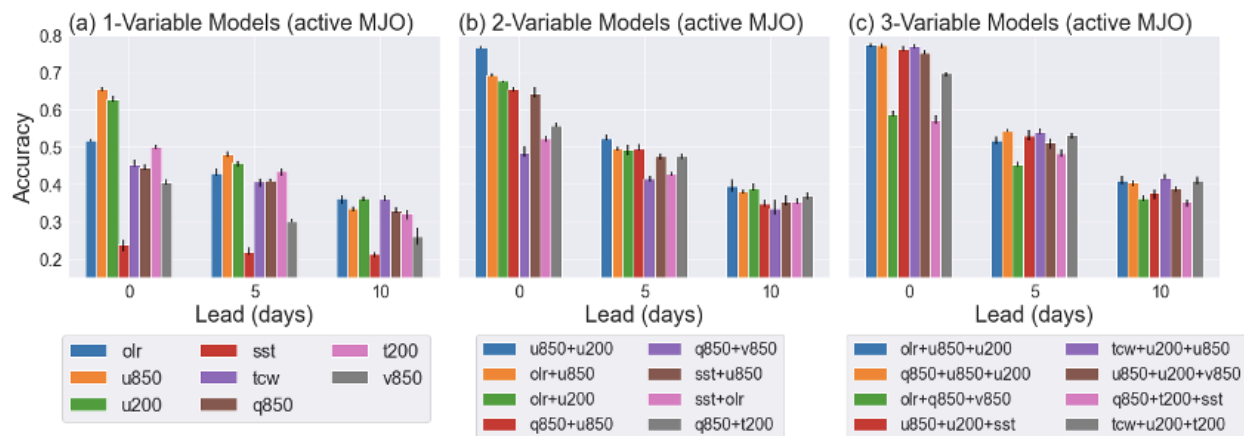 (a) 1-Variable Models (active MJO)
(b) 2-Variable Models (active MJO)
(c) 3-Variable Models (active MJO)
Accuracy
0.8
0.7
0.6
0.5
0.4
0.3
0.2
0 5 10
0 5 10
0 5 10
Lead (days)
Lead (days)
Lead (days)
olr
u850
u200
sst
tcw
q850
t200
v850
u850+u200
olr+u850
olr+u200
q850+u850
q850+v850
sst+u850
sst+olr
q850+t200
olr+u850+u200
q850+u850+u200
olr+q850+v850
u850+u200+sst
tcw+u200+u850
u850+u200+v850
q850+t200+sst
tcw+u200+t200